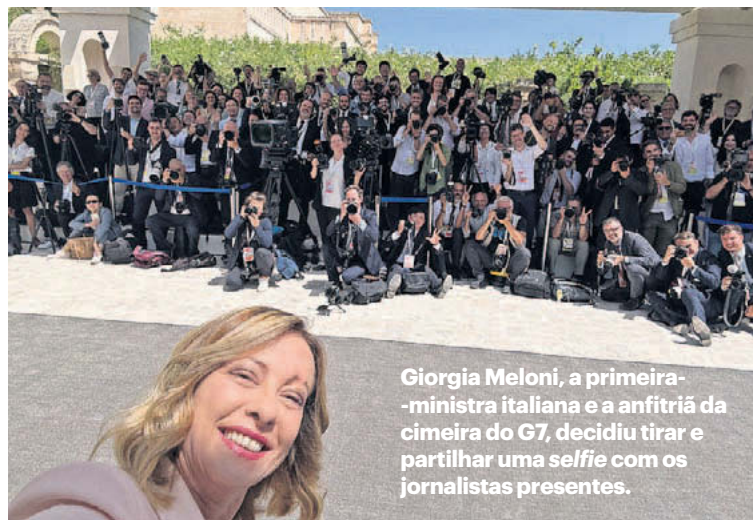 Giorgia Meloni, a primeira-
-ministra italiana e a anfitriã da
cimeira do G7, decidiu tirar e
partilhar uma selfie com os
jornalistas presentes.